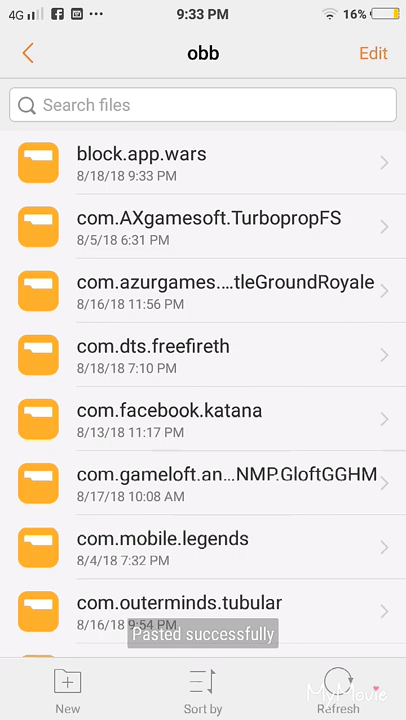 4G 9:33 PM 16%
obb Edit
Search files
block.app.wars
8/18/18 9:33 PM
com.AXgamesoft.TurbopropFS
8/5/18 6:31 PM
com.azurgames....tleGroundRoyale
8/16/18 11:56 PM
com.dts.freefireth
8/18/18 7:10 PM
com.facebook.katana
8/13/18 11:17 PM
com.gameloft.an...NMP.GloftGGHM
8/17/18 10:08 AM
com.mobile.legends
8/4/18 7:32 PM
com.outerminds.tubular
8/16/18 9:54 PM
Pasted successfully
New Sort by Refresh
MyMovie